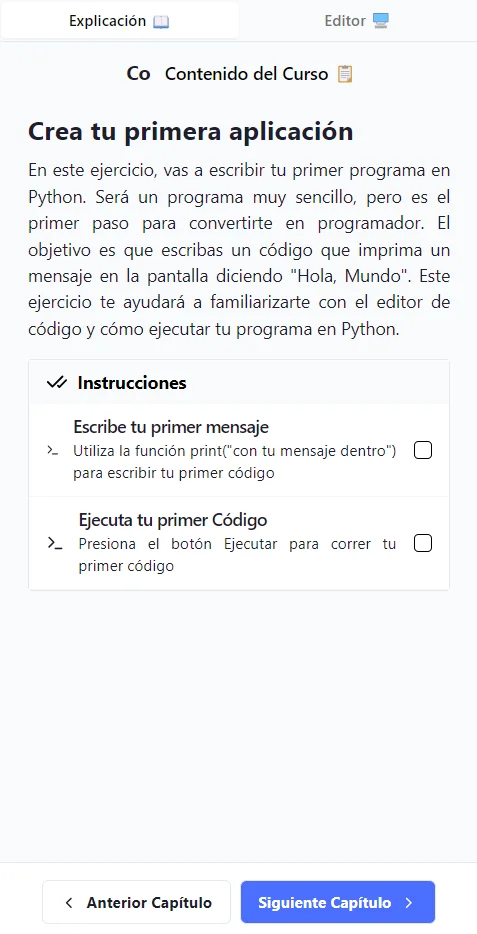 Explicación 📖
Editor 🖥️
Co Contenido del Curso 📋
Crea tu primera aplicación
En este ejercicio, vas a escribir tu primer programa en
Python. Será un programa muy sencillo, pero es el
primer paso para convertirte en programador. El
objetivo es que escribas un código que imprima un
mensaje en la pantalla diciendo "Hola, Mundo". Este
ejercicio te ayudará a familiarizarte con el editor de
código y cómo ejecutar tu programa en Python.
Instrucciones
Escribe tu primer mensaje
Utiliza la función print("con tu mensaje dentro")
para escribir tu primer código
Ejecuta tu primer Código
Presiona el botón Ejecutar para correr tu
primer código
Anterior Capítulo
Siguiente Capítulo